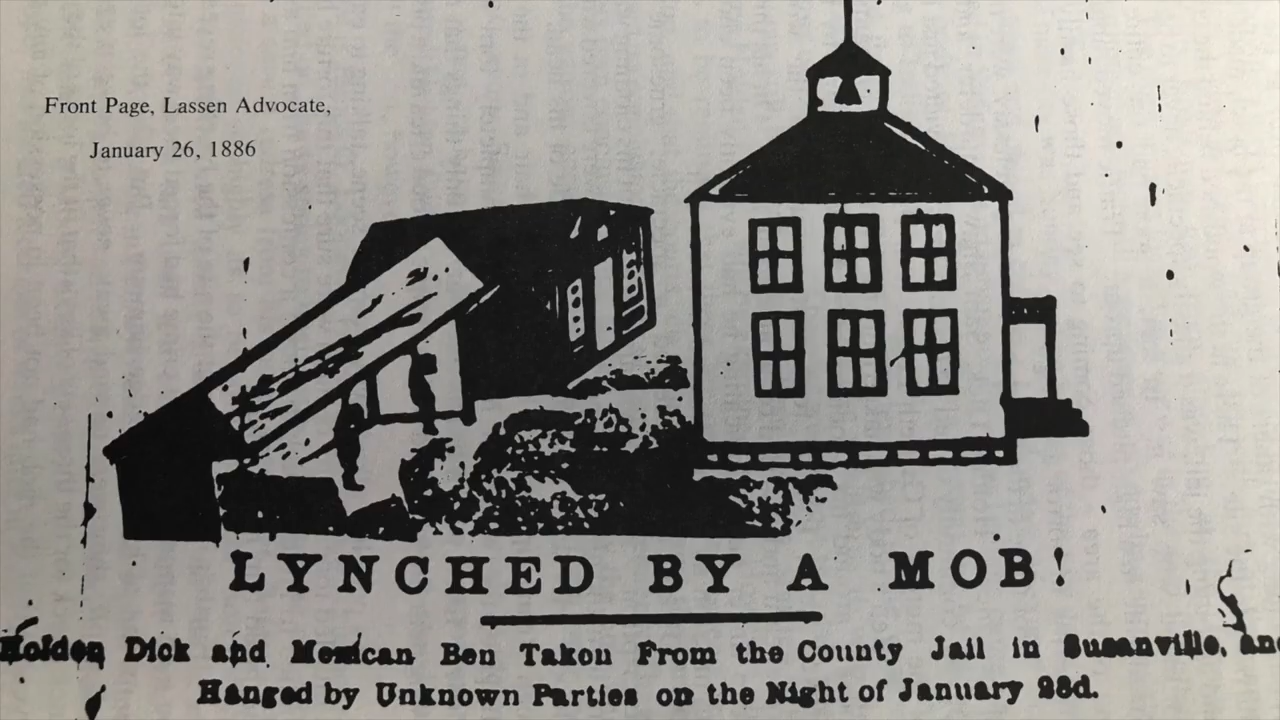 Front Page, Lassen Advocate,
January 26, 1886
LYNCHED BY A MOB!
Holden Dick and Mexican Ben Taken From the County Jail in Susanville, and
Hanged by Unknown Parties on the Night of January 23d.